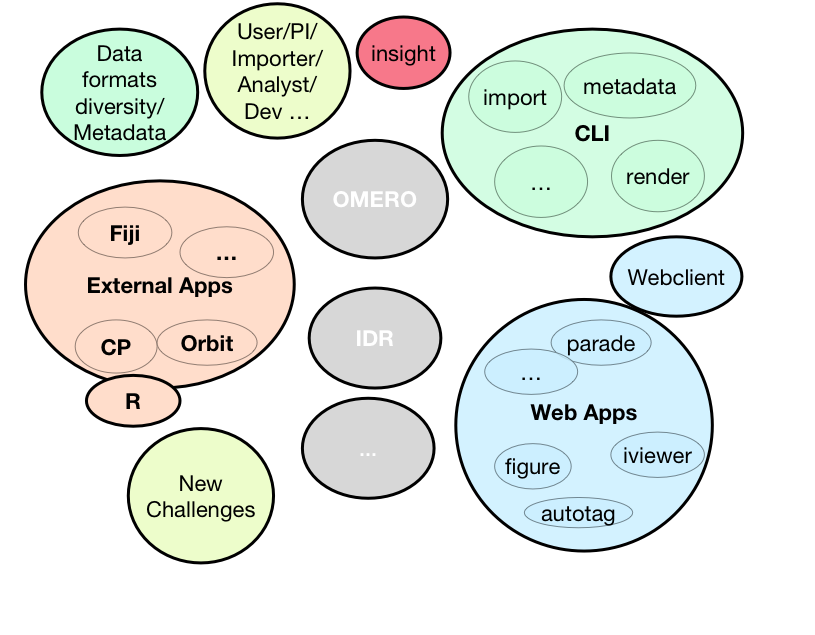 Data
formats
diversity/
Metadata
User/PI/
Importer/
Analyst/
Dev …
insight
import
metadata
CLI
…
render
OMERO
Fiji
…
External Apps
CP
Orbit
R
IDR
…
Webclient
parade
…
Web Apps
figure
iviewer
autotag
New
Challenges